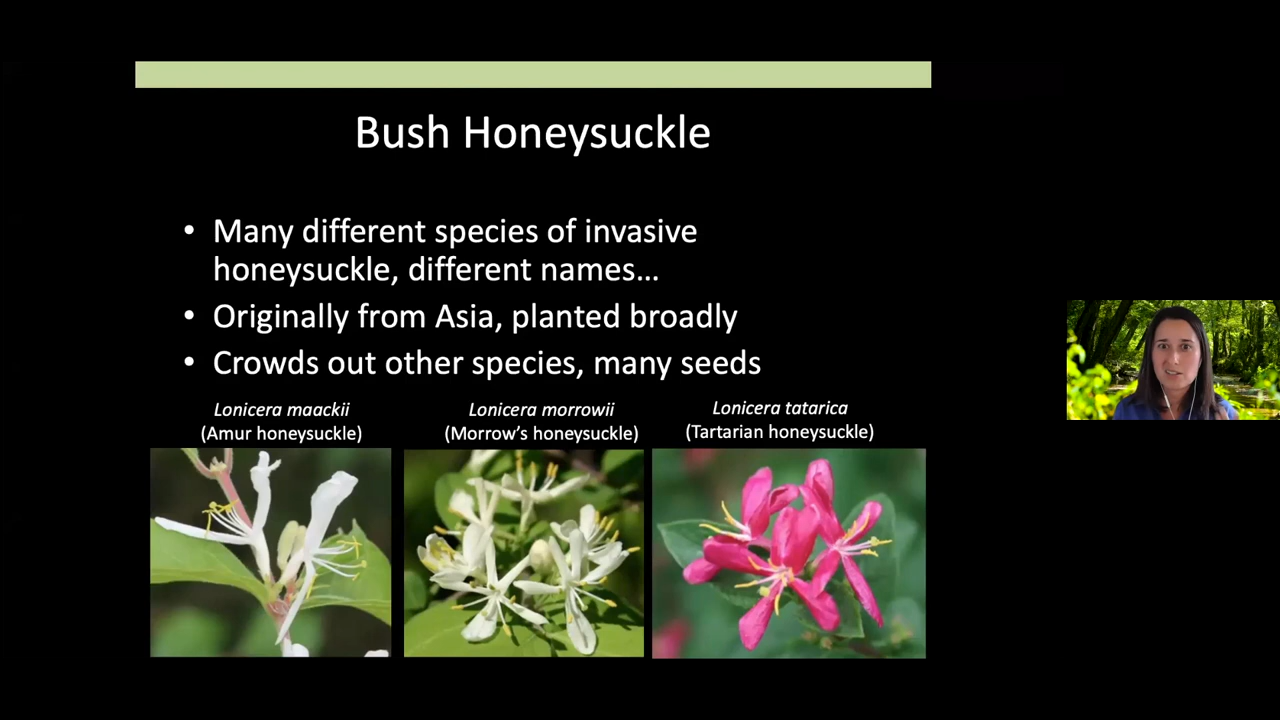 Bush Honeysuckle
• Many different species of invasive
honeysuckle, different names…
• Originally from Asia, planted broadly
• Crowds out other species, many seeds
Lonicera maackii
(Amur honeysuckle)
Lonicera morrowii
(Morrow’s honeysuckle)
Lonicera tatarica
(Tartarian honeysuckle)